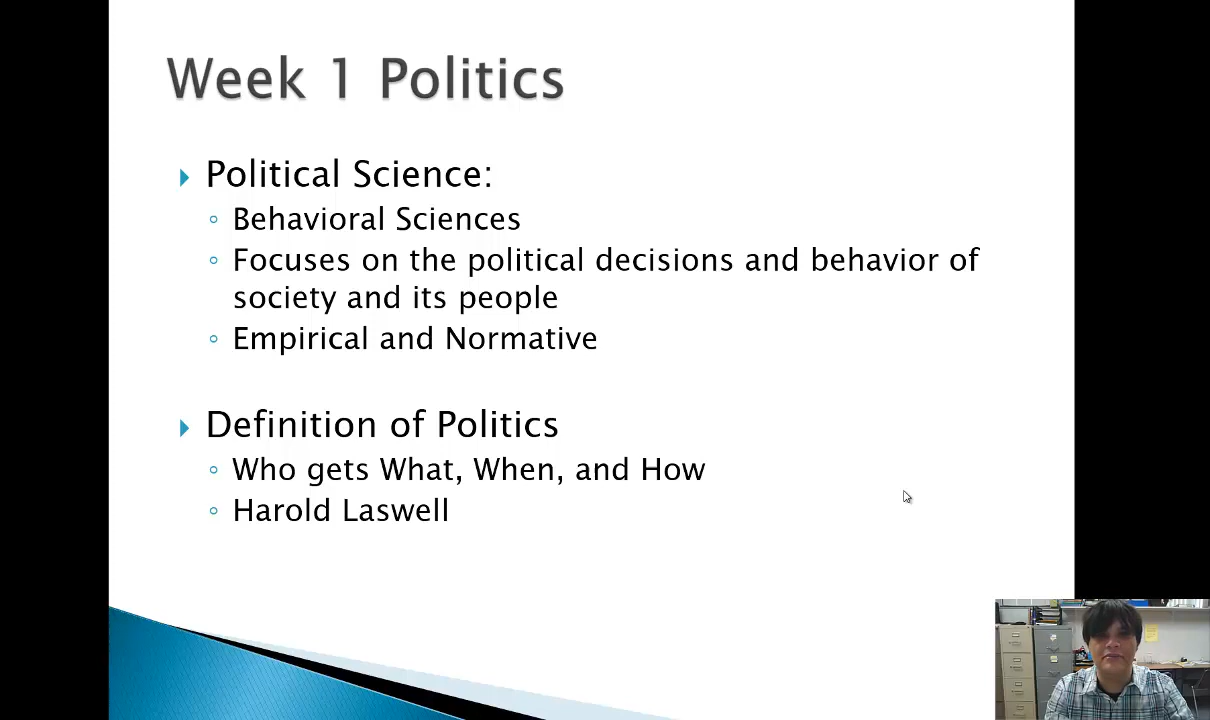 Week 1 Politics
Political Science:
Behavioral Sciences
Focuses on the political decisions and behavior of
society and its people
Empirical and Normative
Definition of Politics
Who gets What, When, and How
Harold Laswell